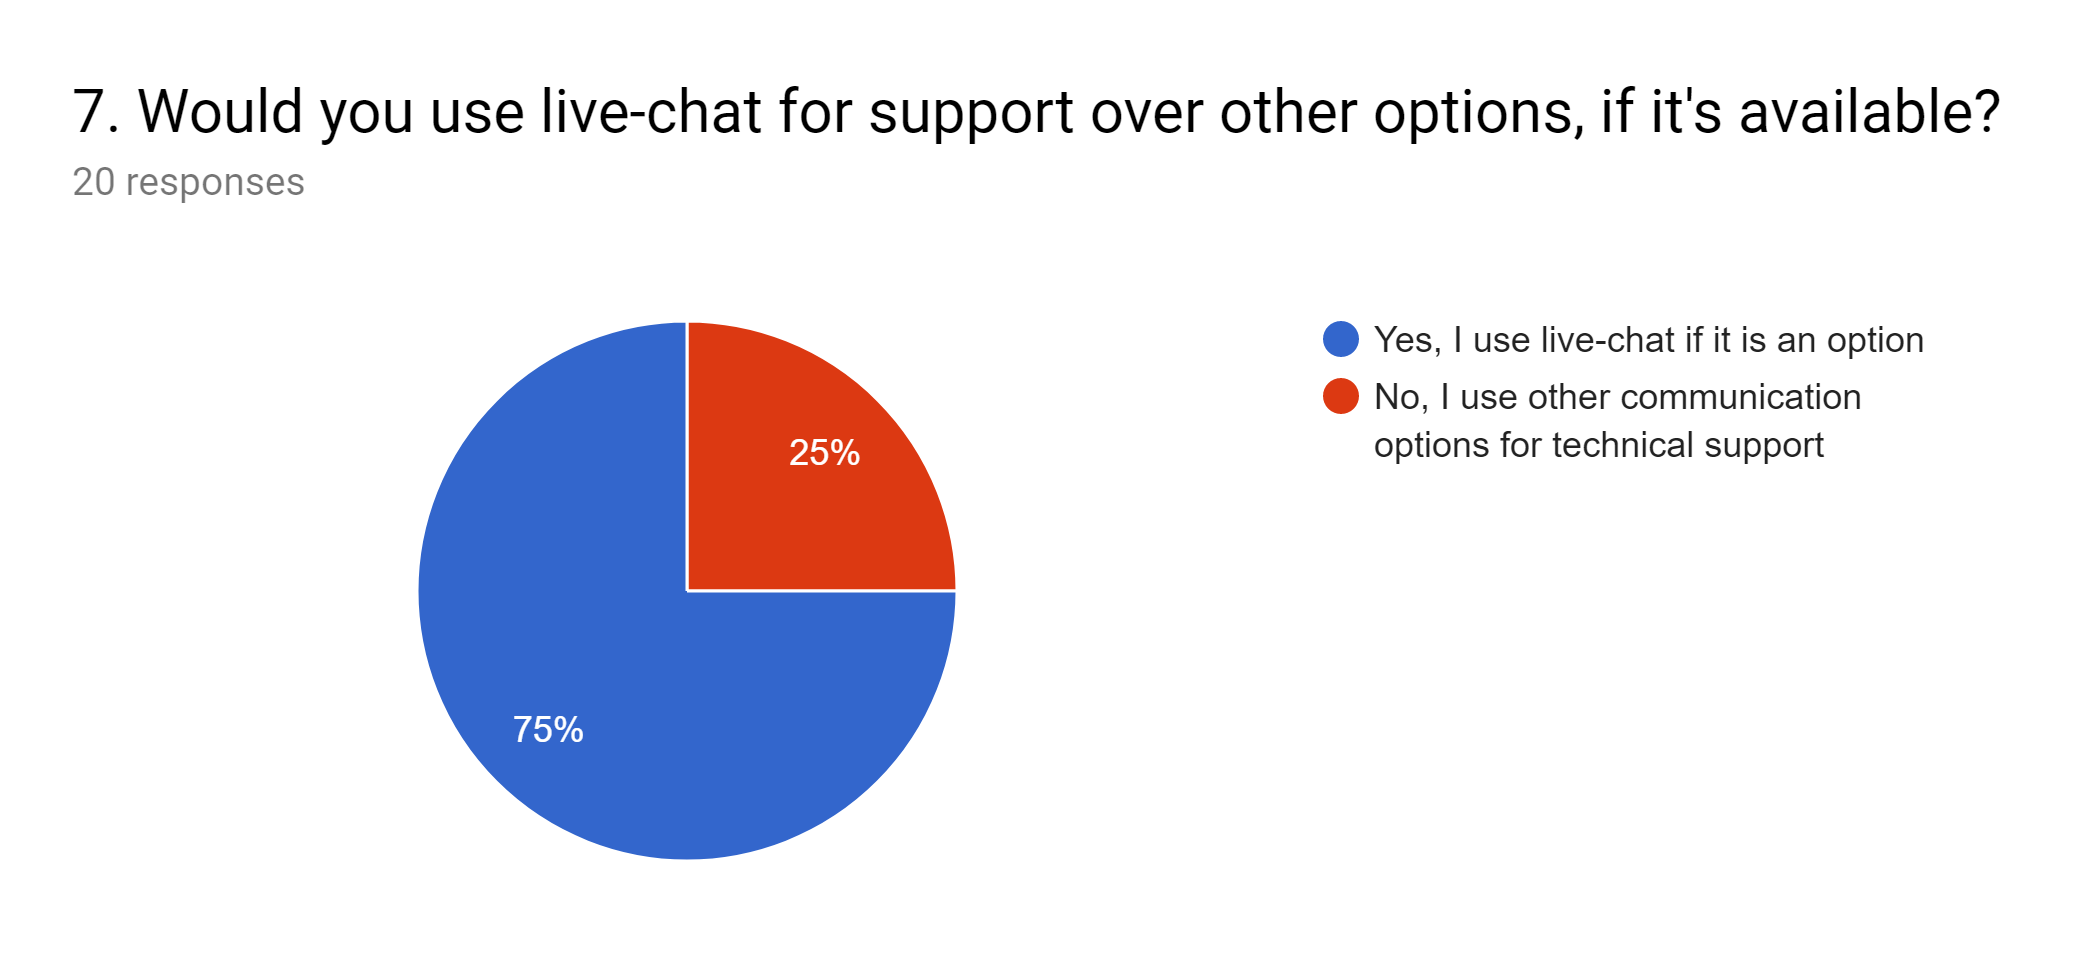 7. Would you use live-chat for support over other options, if it's available?
20 responses
Yes, I use live-chat if it is an option
No, I use other communication
options for technical support
25%
75%